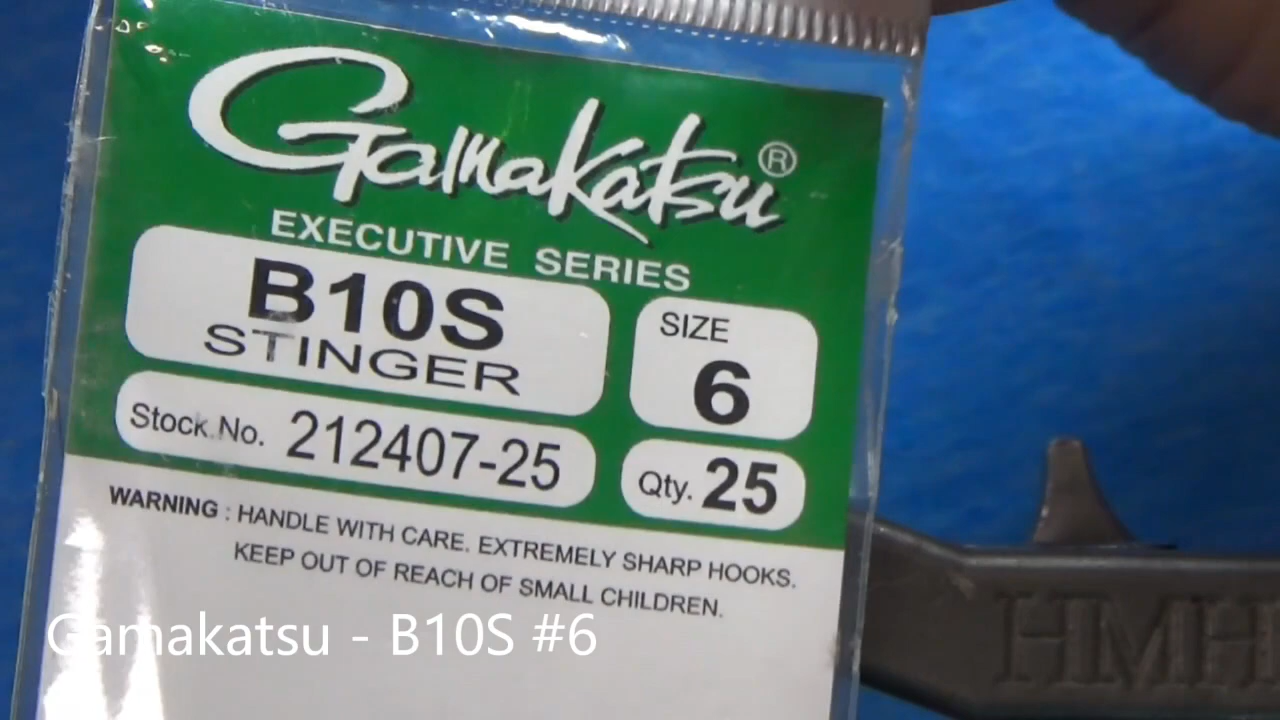 Gamakatsu®
EXECUTIVE SERIES
B10S
STINGER
SIZE
6
Stock No. 212407-25
Qty. 25
WARNING : HANDLE WITH CARE. EXTREMELY SHARP HOOKS.
KEEP OUT OF REACH OF SMALL CHILDREN.
Gamakatsu - B10S #6
HMH